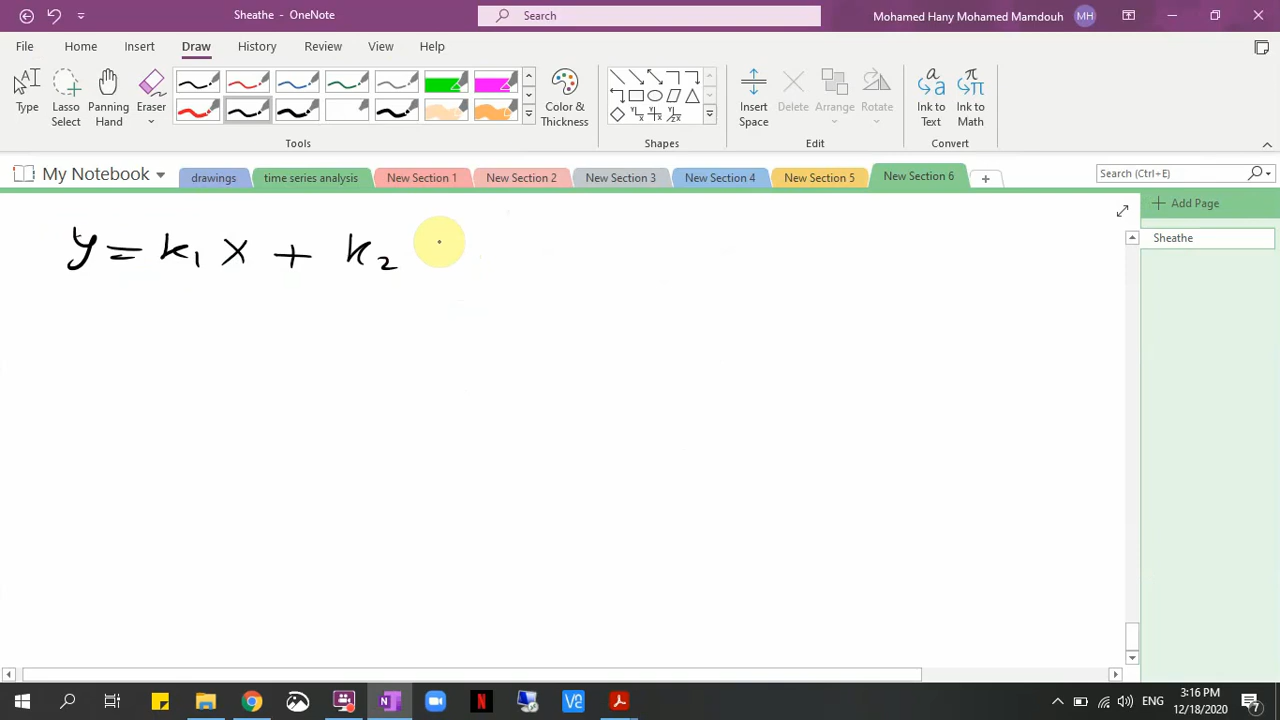 Sheathe - OneNote
Search
Mohamed Hany Mohamed Mamdouh MH
File Home Insert Draw History Review View Help
Type
Lasso Select
Panning Hand
Eraser
Color & Thickness
Insert Space
Delete
Arrange
Rotate
Ink to Text
Ink to Math
Tools Shapes Edit Convert
My Notebook drawings time series analysis New Section 1 New Section 2 New Section 3 New Section 4 New Section 5 New Section 6 + Search (Ctrl+E)
Add Page
Sheathe
y = k₁ x + k₂
ENG
3:16 PM
12/18/2020
7